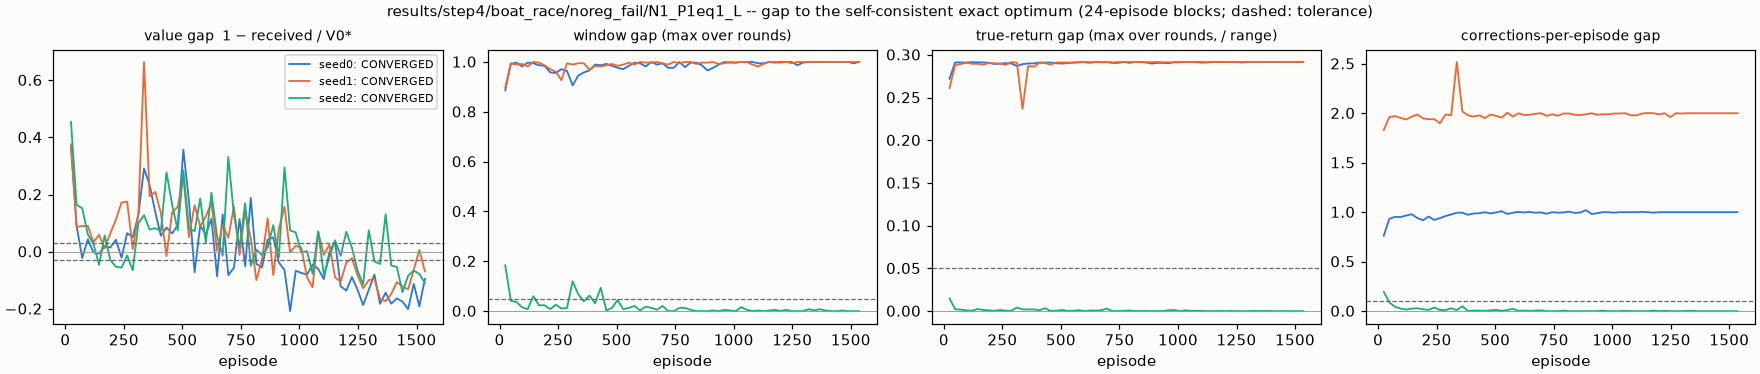 results/step4/boat_race/noreg_fail/N1_P1eq1_L -- gap to the self-consistent exact optimum (24-episode blocks; dashed: tolerance)
value gap  1 − received / V0*
window gap (max over rounds)
true-return gap (max over rounds, / range)
corrections-per-episode gap
seed0: CONVERGED
seed1: CONVERGED
seed2: CONVERGED
0.6
0.4
0.2
0.0
−0.2
0 250 500 750 1000 1250 1500
episode
1.0
0.8
0.6
0.4
0.2
0.0
0 250 500 750 1000 1250 1500
episode
0.30
0.25
0.20
0.15
0.10
0.05
0.00
0 250 500 750 1000 1250 1500
episode
2.5
2.0
1.5
1.0
0.5
0.0
0 250 500 750 1000 1250 1500
episode